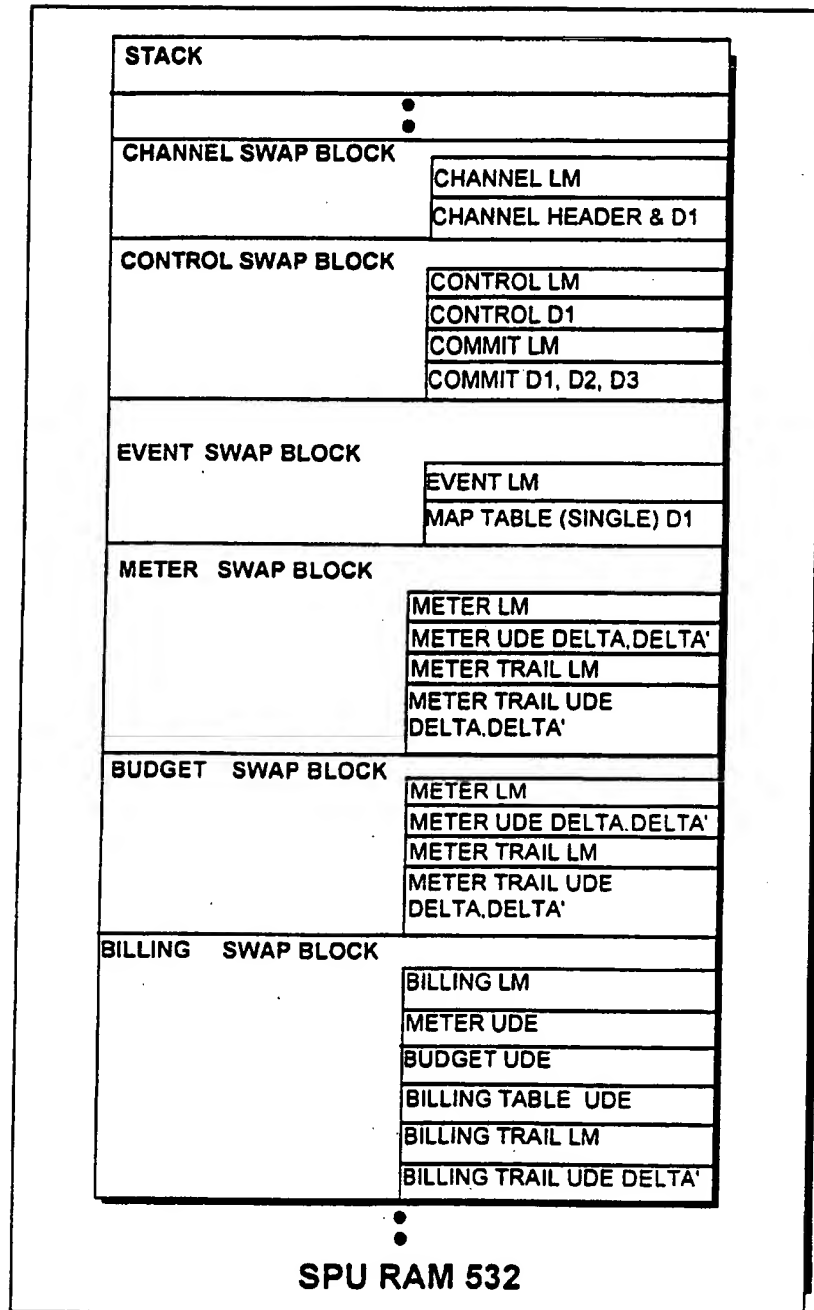 STACK
CHANNEL SWAP BLOCK
CHANNEL LM
CHANNEL HEADER & D1
CONTROL SWAP BLOCK
CONTROL LM
CONTROL D1
COMMIT LM
COMMIT D1, D2, D3
EVENT SWAP BLOCK
EVENT LM
MAP TABLE (SINGLE) D1
METER SWAP BLOCK
METER LM
METER UDE DELTA,DELTA'
METER TRAIL LM
METER TRAIL UDE
DELTA,DELTA'
BUDGET SWAP BLOCK
METER LM
METER UDE DELTA.DELTA'
METER TRAIL LM
METER TRAIL UDE
DELTA,DELTA'
BILLING SWAP BLOCK
BILLING LM
METER UDE
BUDGET UDE
BILLING TABLE UDE
BILLING TRAIL LM
BILLING TRAIL UDE DELTA'
SPU RAM 532